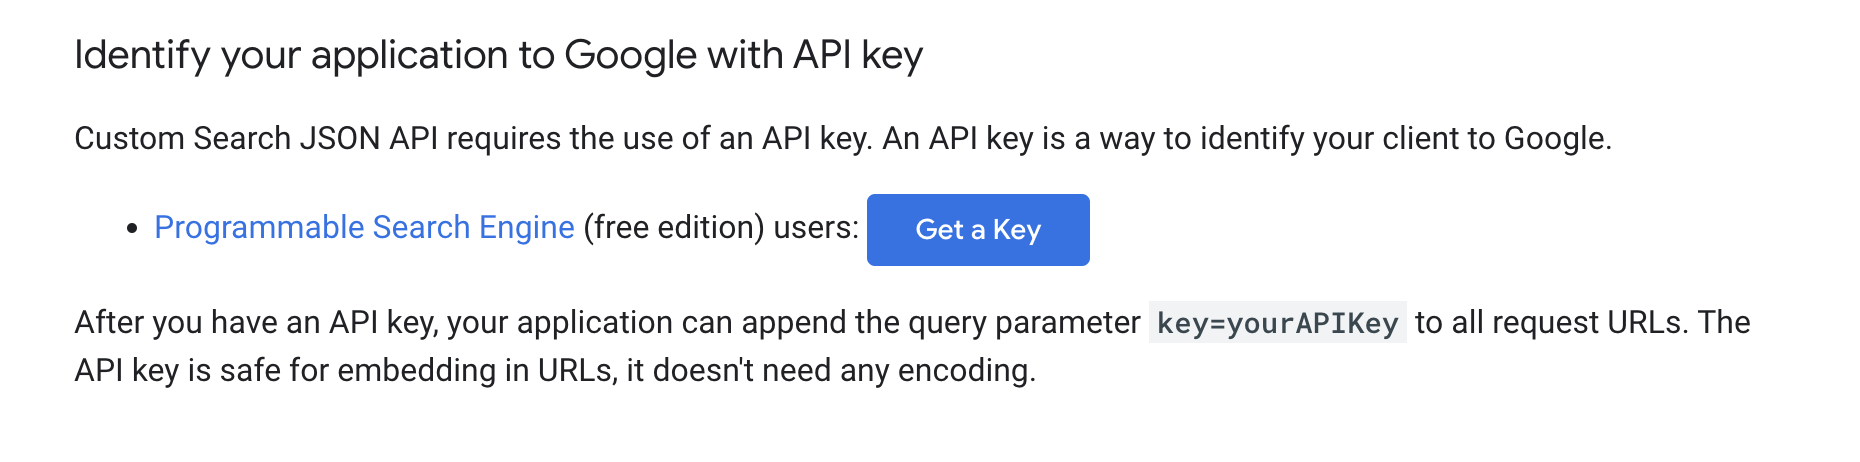 Identify your application to Google with API key
Custom Search JSON API requires the use of an API key. An API key is a way to identify your client to Google.
• Programmable Search Engine (free edition) users: Get a Key
After you have an API key, your application can append the query parameter key=yourAPIKey to all request URLs. The
API key is safe for embedding in URLs, it doesn't need any encoding.